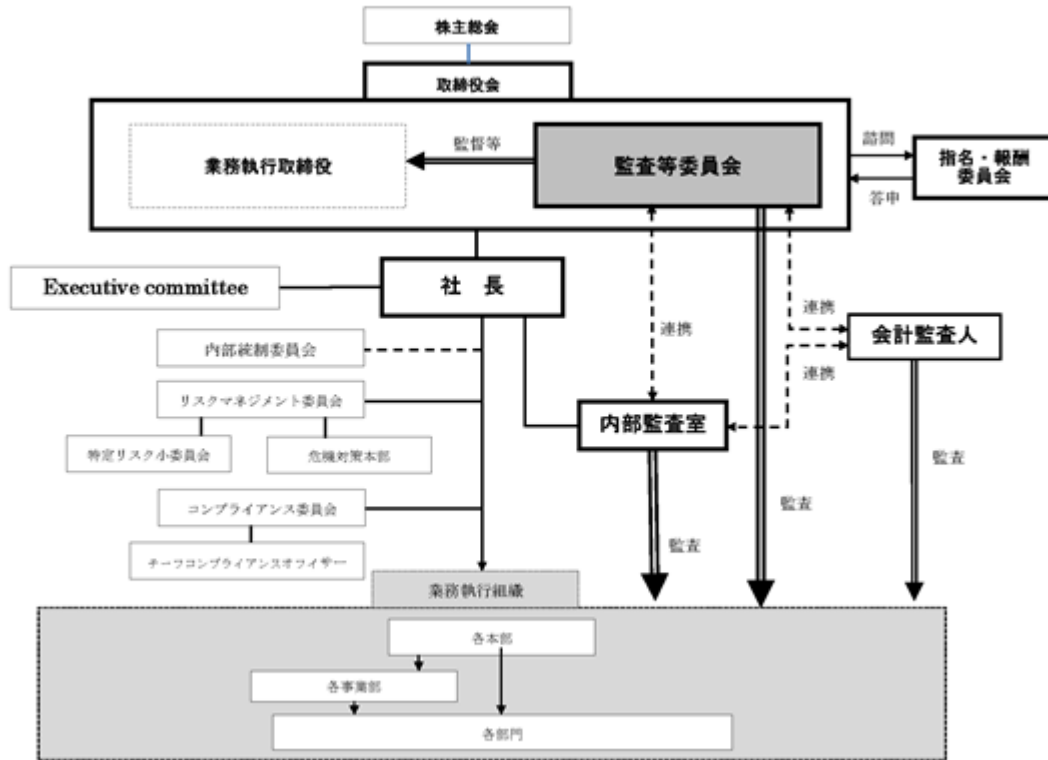 株主総会
取締役会
業務執行取締役
監督等
監査等委員会
諮問
答申
指名・報酬
委員会
Executive committee
社　長
連携
連携
連携
会計監査人
内部統制委員会
リスクマネジメント委員会
特定リスク小委員会
危機対策本部
内部監査室
コンプライアンス委員会
チーフコンプライアンスオフィサー
監査
監査
監査
業務執行組織
各本部
各事業部
各部門